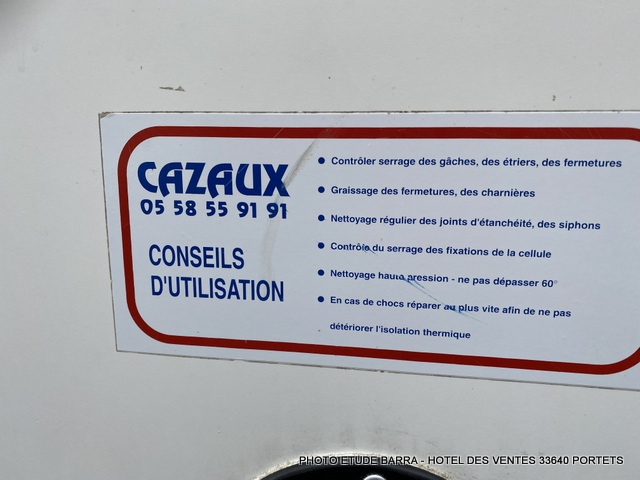 CAZAUX
05 58 55 91 91
CONSEILS
D'UTILISATION
• Contrôler serrage des gâches, des étriers, des fermetures
• Graissage des fermetures, des charnières
• Nettoyage régulier des joints d'étanchéité, des siphons
• Contrôle du serrage des fixations de la cellule
• Nettoyage haute pression - ne pas dépasser 60°
• En cas de chocs réparer au plus vite afin de ne pas
détériorer l'isolation thermique
PHOTO ETUDE BARRA - HOTEL DES VENTES 33640 PORTETS